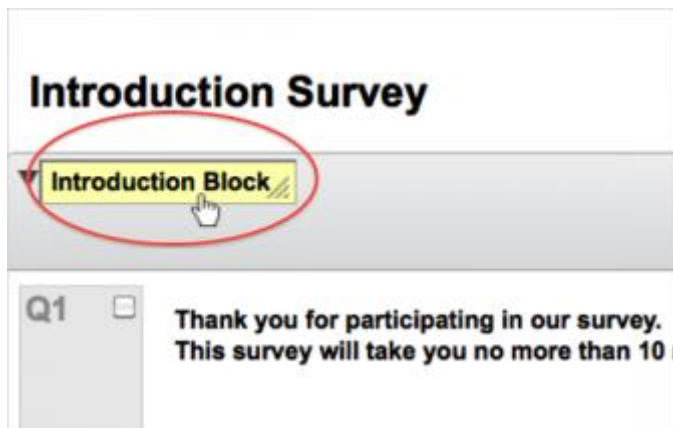 Introduction Survey
Introduction Block
Q1
Thank you for participating in our survey.
This survey will take you no more than 10